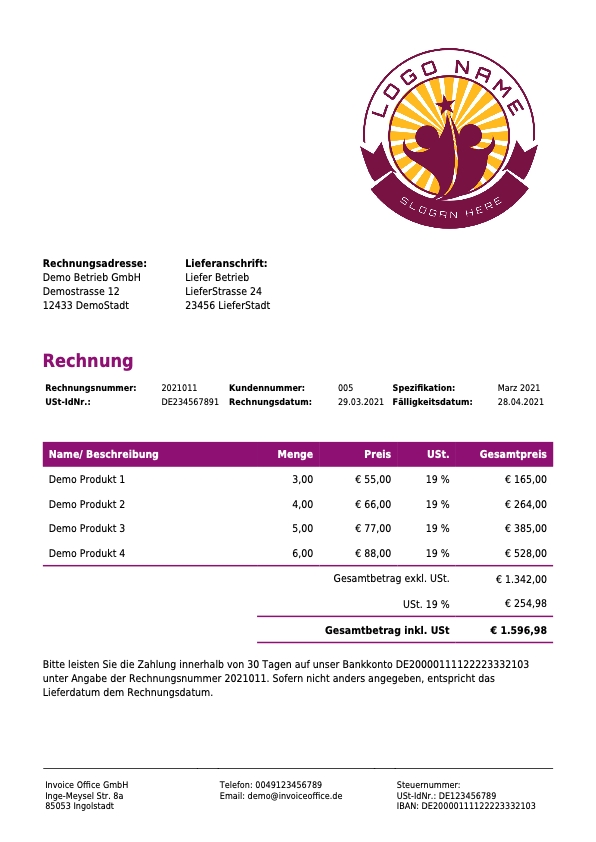 LOGO NAME
SLOGAN HERE
Rechnungsadresse: Lieferanschrift:
Demo Betrieb GmbH Liefer Betrieb
Demostrasse 12 LieferStrasse 24
12433 DemoStadt 23456 LieferStadt
Rechnung
Rechnungsnummer: 2021011 Kundennummer: 005 Spezifikation: Marz 2021
USt-IdNr.: DE234567891 Rechnungsdatum: 29.03.2021 Fälligkeitsdatum: 28.04.2021
Name/ Beschreibung Menge Preis USt. Gesamtpreis
Demo Produkt 1 3,00 € 55,00 19 % € 165,00
Demo Produkt 2 4,00 € 66,00 19 % € 264,00
Demo Produkt 3 5,00 € 77,00 19 % € 385,00
Demo Produkt 4 6,00 € 88,00 19 % € 528,00
Gesamtbetrag exkl. USt. € 1.342,00
USt. 19 % € 254,98
Gesamtbetrag inkl. USt € 1.596,98
Bitte leisten Sie die Zahlung innerhalb von 30 Tagen auf unser Bankkonto DE20000111122223332103
unter Angabe der Rechnungsnummer 2021011. Sofern nicht anders angegeben, entspricht das
Lieferdatum dem Rechnungsdatum.
Invoice Office GmbH Telefon: 0049123456789 Steuernummer:
Inge-Meysel Str. 8a Email: demo@invoiceoffice.de USt-IdNr.: DE123456789
85053 Ingolstadt IBAN: DE20000111122223332103